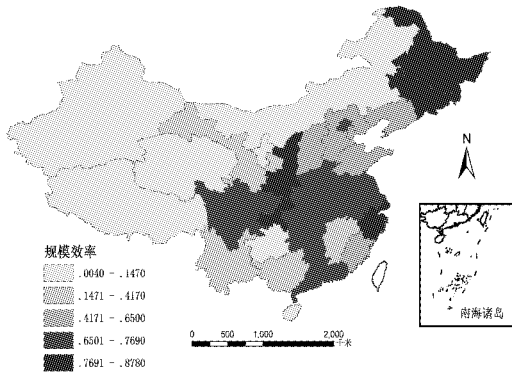 N
规模效率
.0040 - .1470
.1471 - .4170
.4171 - .6500
.6501 - .7690
.7691 - .8780
0 500 1,000 2,000
千米
南海诸岛